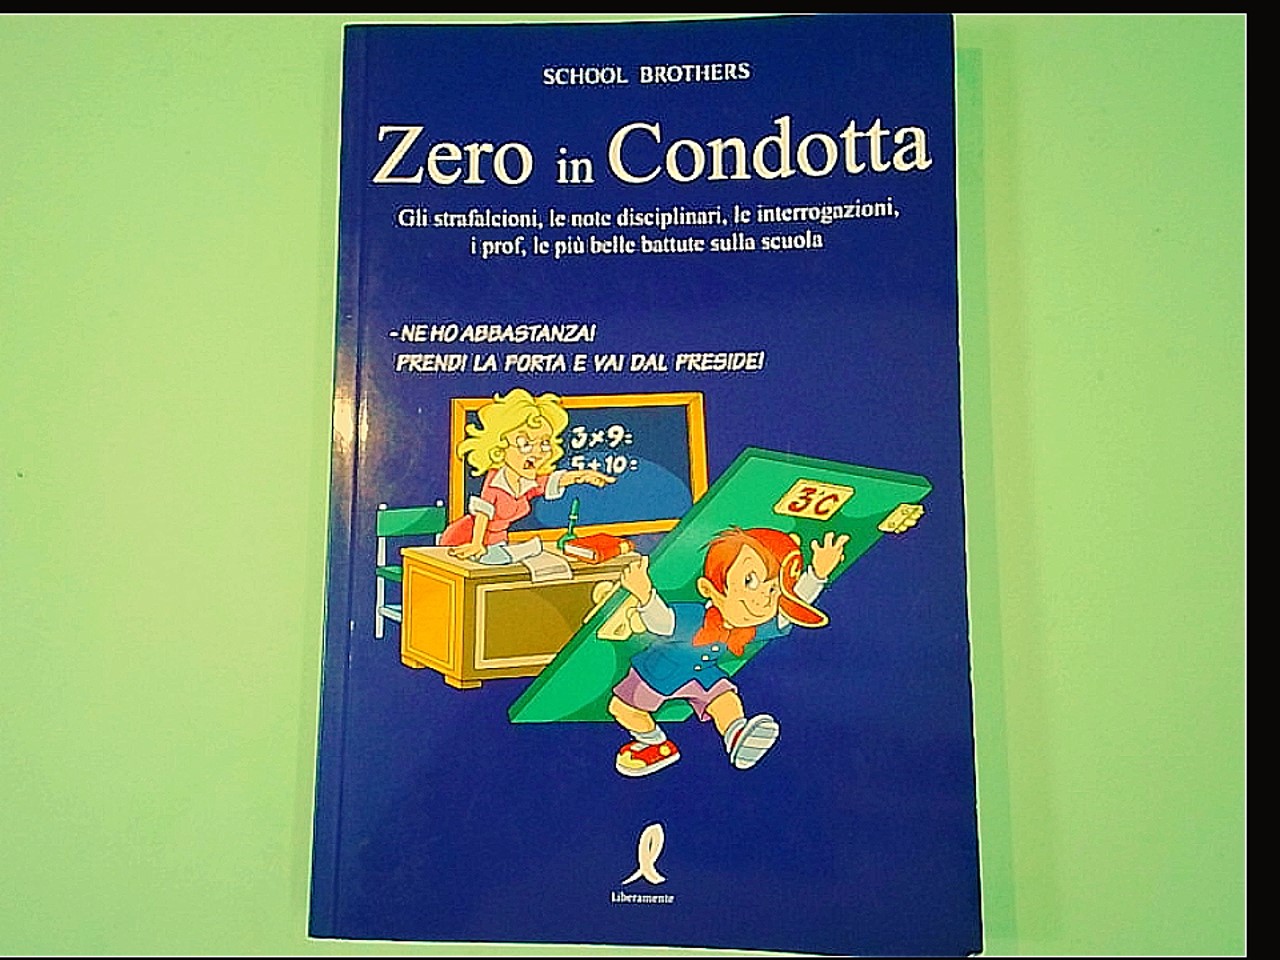 SCHOOL BROTHERS
Zero in Condotta
Gli strafalcioni, le note disciplinari, le interrogazioni,
i prof, le più belle battute sulla scuola
- NE HO ABBASTANZA!
PRENDI LA PORTA E VAI DAL PRESIDE!
3×9=
5+10=
3°C
Liberamente